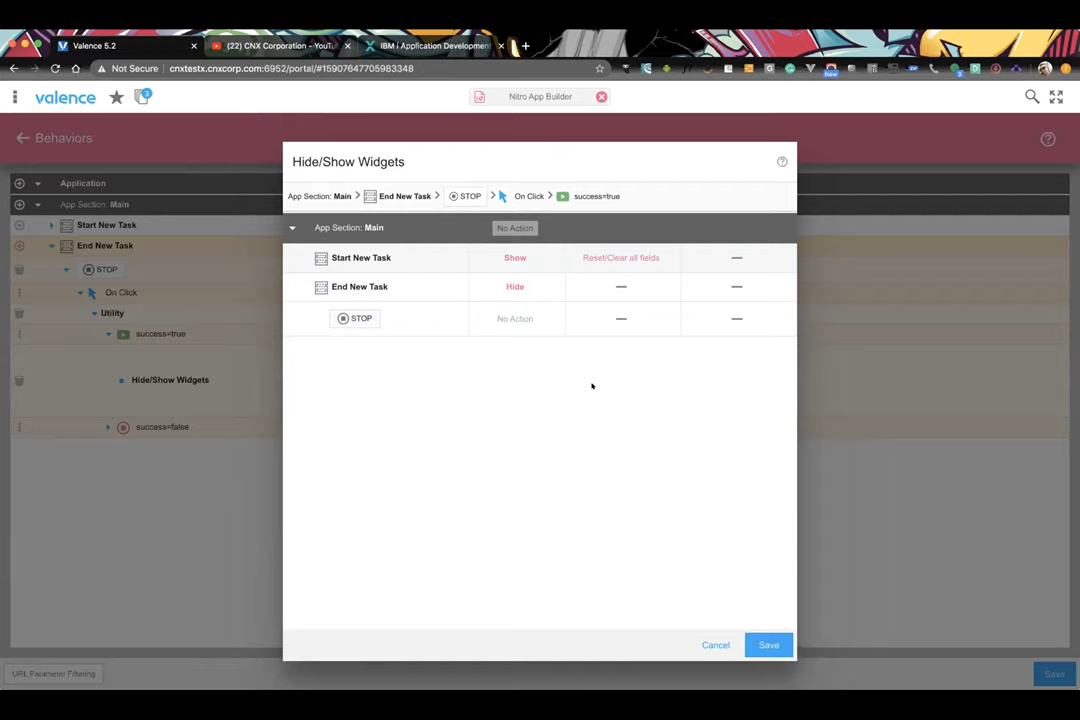 Valence 5.2
(22) CNX Corporation - YouTu
IBM i Application Development
Not Secure
cnxtestx.cnxcorp.com:6952/portal/#15907647705983348
New
valence
Nitro App Builder
Behaviors
Hide/Show Widgets
App Section: Main > End New Task > STOP > On Click > success=true
App Section: Main
No Action
Start New Task
Show
Reset/Clear all fields
—
End New Task
Hide
—
—
STOP
No Action
—
—
Cancel
Save
Application
App Section: Main
Start New Task
End New Task
STOP
On Click
Utility
success=true
Hide/Show Widgets
success=false
URL Parameter Filtering
Save